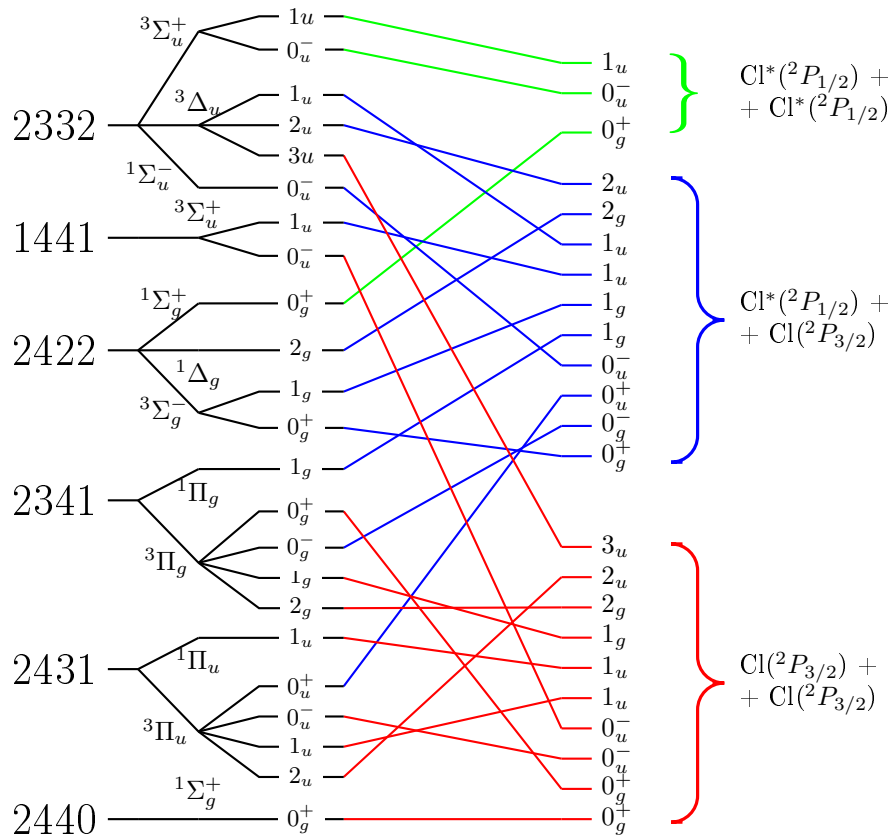 2332
³Σᵤ⁺
1u
0ᵤ⁻
³Δᵤ
1ᵤ
2ᵤ
3u
¹Σᵤ⁻
0ᵤ⁻
1441
³Σᵤ⁺
1ᵤ
0ᵤ⁻
2422
¹Σg⁺
0g⁺
2g
¹Δg
³Σg⁻
1g
0g⁺
2341
¹Πg
1g
³Πg
0g⁺
0g⁻
1g
2g
2431
¹Πᵤ
1ᵤ
³Πᵤ
0ᵤ⁺
0ᵤ⁻
1ᵤ
2ᵤ
2440
¹Σg⁺
0g⁺
1ᵤ
0ᵤ⁻
0g⁺
Cl*(²P₁/₂) +
+ Cl*(²P₁/₂)
2ᵤ
2g
1ᵤ
1ᵤ
1g
1g
0ᵤ⁻
0ᵤ⁺
0g⁻
0g⁺
Cl*(²P₁/₂) +
+ Cl(²P₃/₂)
3ᵤ
2ᵤ
2g
1g
1ᵤ
1ᵤ
0ᵤ⁻
0ᵤ⁻
0g⁺
0g⁺
Cl(²P₃/₂) +
+ Cl(²P₃/₂)